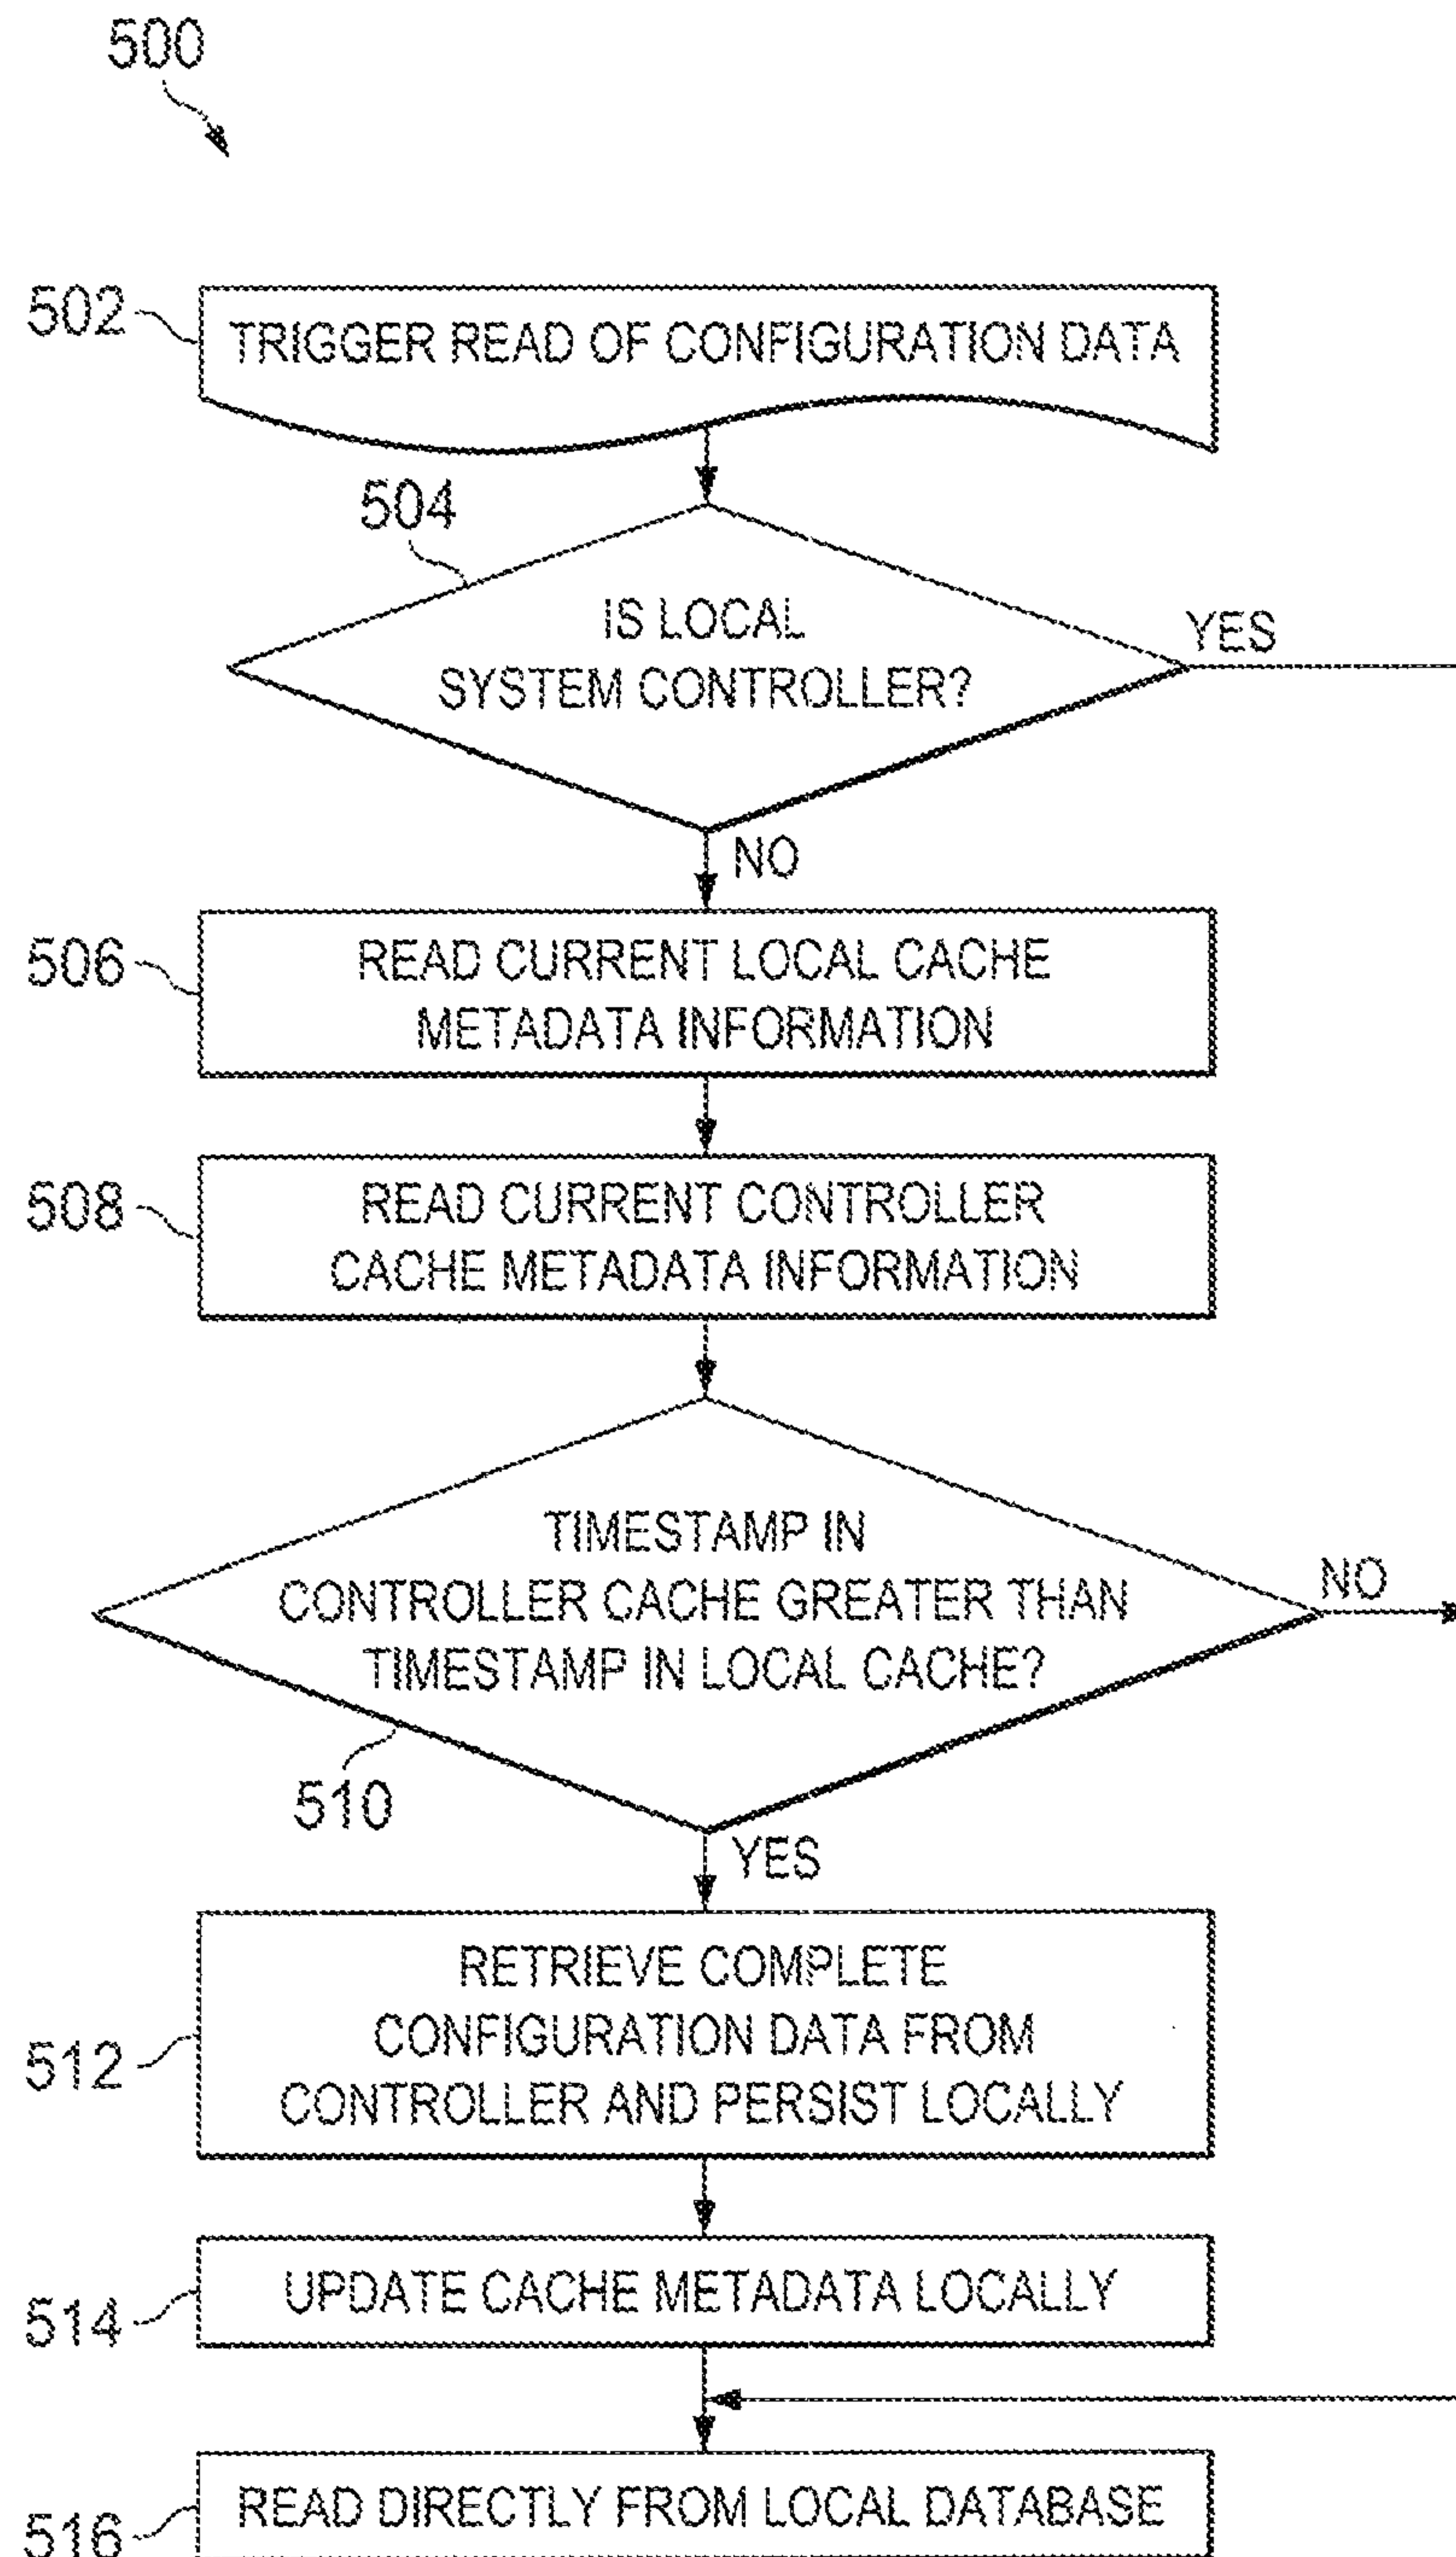 500
502
TRIGGER READ OF CONFIGURATION DATA
504
IS LOCAL
SYSTEM CONTROLLER?
YES
NO
506
READ CURRENT LOCAL CACHE
METADATA INFORMATION
508
READ CURRENT CONTROLLER
CACHE METADATA INFORMATION
TIMESTAMP IN
CONTROLLER CACHE GREATER THAN
TIMESTAMP IN LOCAL CACHE?
NO
510
YES
512
RETRIEVE COMPLETE
CONFIGURATION DATA FROM
CONTROLLER AND PERSIST LOCALLY
514
UPDATE CACHE METADATA LOCALLY
516
READ DIRECTLY FROM LOCAL DATABASE